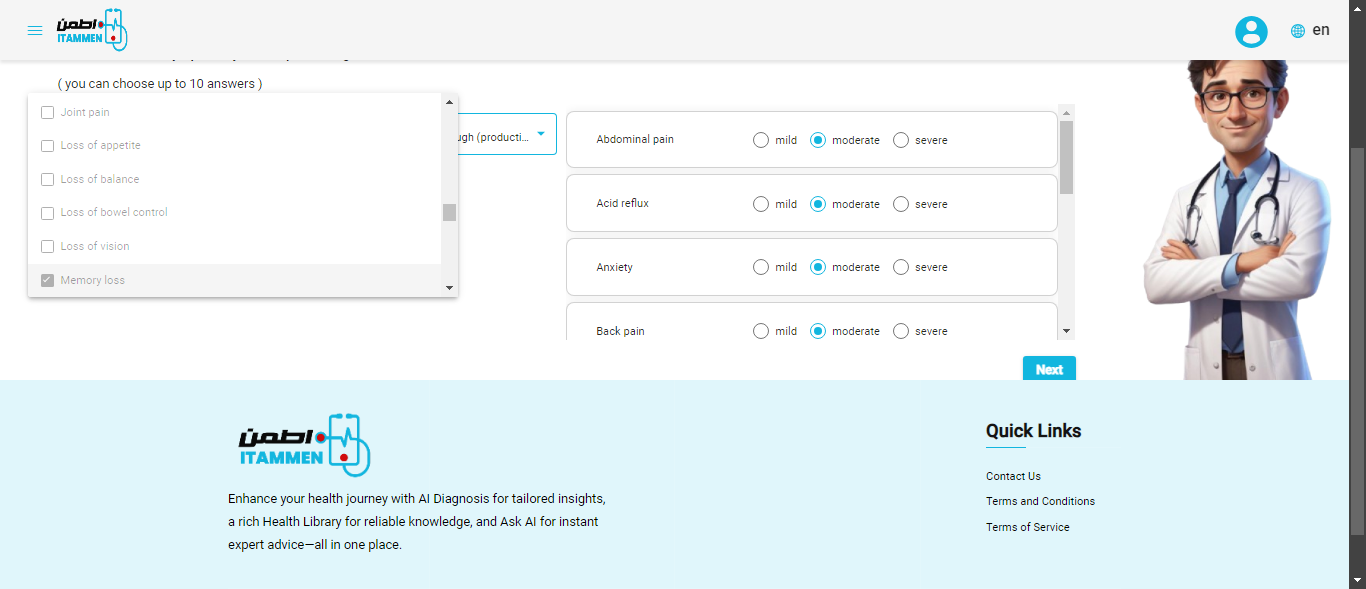 اطمن
ITAMMEN
en
( you can choose up to 10 answers )
Joint pain
Loss of appetite
Loss of balance
Loss of bowel control
Loss of vision
Memory loss
ugh (producti...
Abdominal pain mild moderate severe
Acid reflux mild moderate severe
Anxiety mild moderate severe
Back pain mild moderate severe
Next
اطمن
ITAMMEN
Enhance your health journey with AI Diagnosis for tailored insights,
a rich Health Library for reliable knowledge, and Ask AI for instant
expert advice—all in one place.
Quick Links
Contact Us
Terms and Conditions
Terms of Service